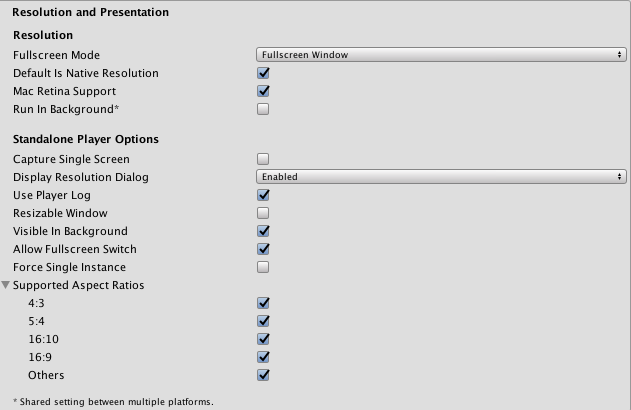 Resolution and Presentation
Resolution
Fullscreen Mode Fullscreen Window
Default Is Native Resolution
Mac Retina Support
Run In Background*
Standalone Player Options
Capture Single Screen
Display Resolution Dialog Enabled
Use Player Log
Resizable Window
Visible In Background
Allow Fullscreen Switch
Force Single Instance
Supported Aspect Ratios
4:3
5:4
16:10
16:9
Others
* Shared setting between multiple platforms.